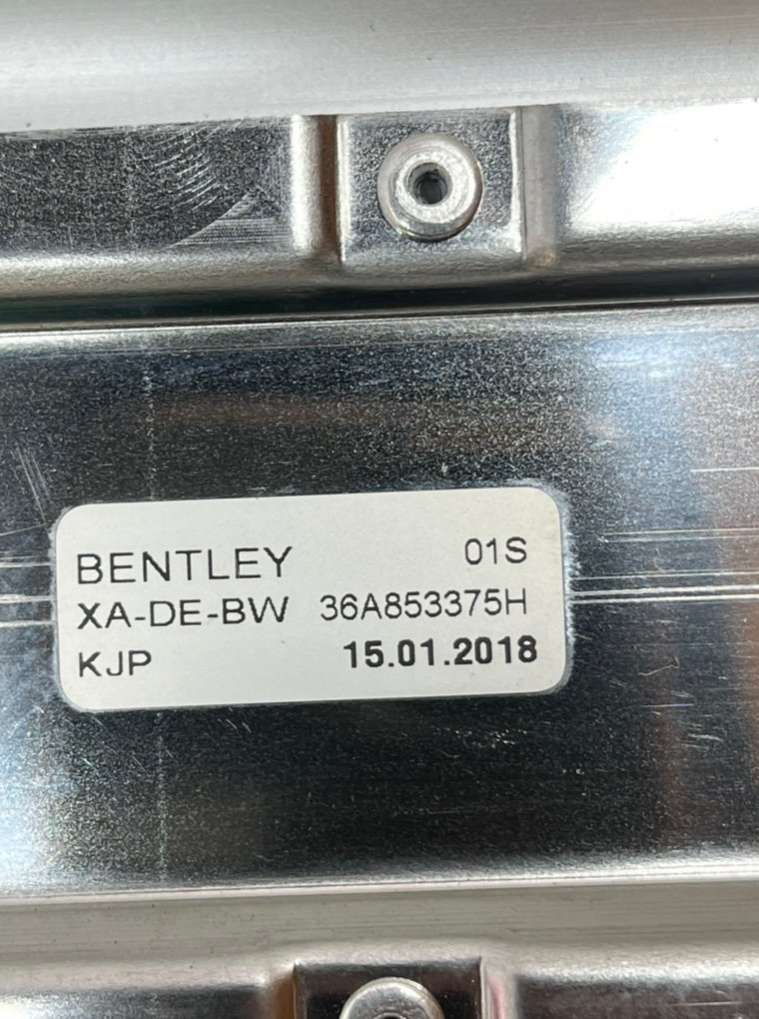 BENTLEY 01S
XA-DE-BW 36A853375H
KJP 15.01.2018